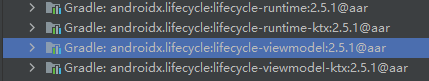 Gradle: androidx.lifecycle:lifecycle-runtime:2.5.1@aar
Gradle: androidx.lifecycle:lifecycle-runtime-ktx:2.5.1@aar
Gradle: androidx.lifecycle:lifecycle-viewmodel:2.5.1@aar
Gradle: androidx.lifecycle:lifecycle-viewmodel-ktx:2.5.1@aar